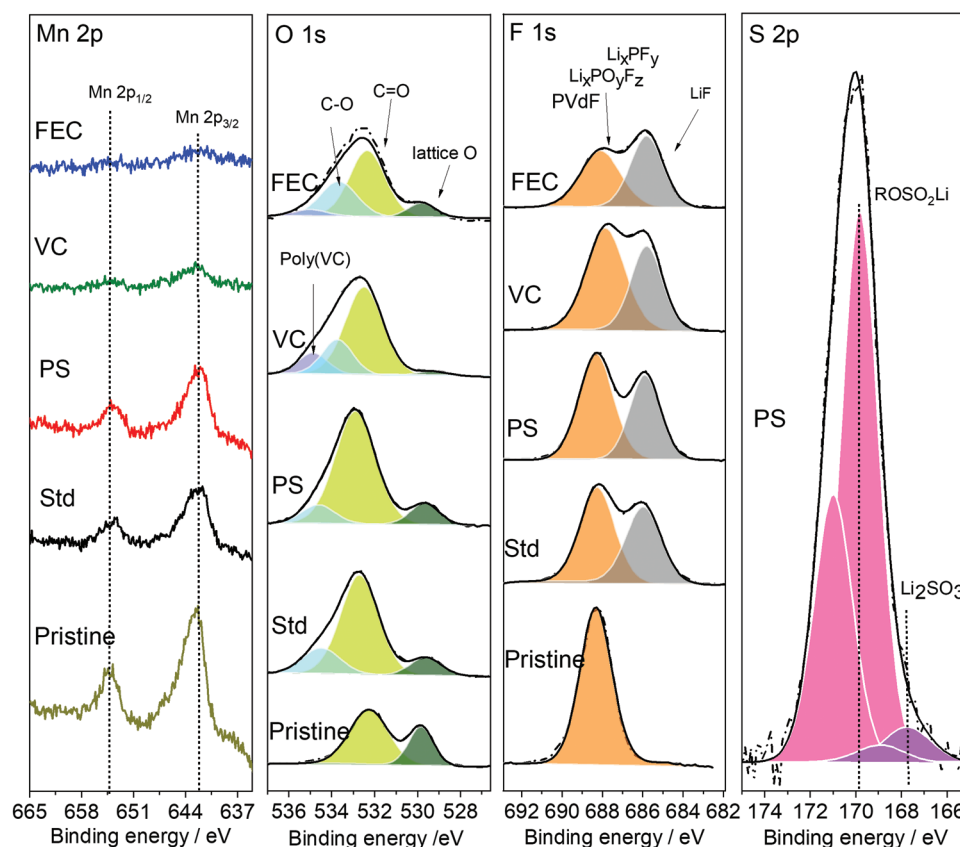 Mn 2p
Mn 2p1/2
Mn 2p3/2
FEC
VC
PS
Std
Pristine
665 651 644 637
Binding energy / eV
O 1s
C-O
C=O
lattice O
FEC
Poly(VC)
VC
PS
Std
Pristine
536 534 532 530 528
Binding energy /eV
F 1s
LixPFy
LixPOyFz
PVdF
LiF
FEC
VC
PS
Std
Pristine
692 690 688 686 684 682
Binding energy / eV
S 2p
ROSO2Li
PS
Li2SO3
174 172 170 168 166
Binding energy / eV